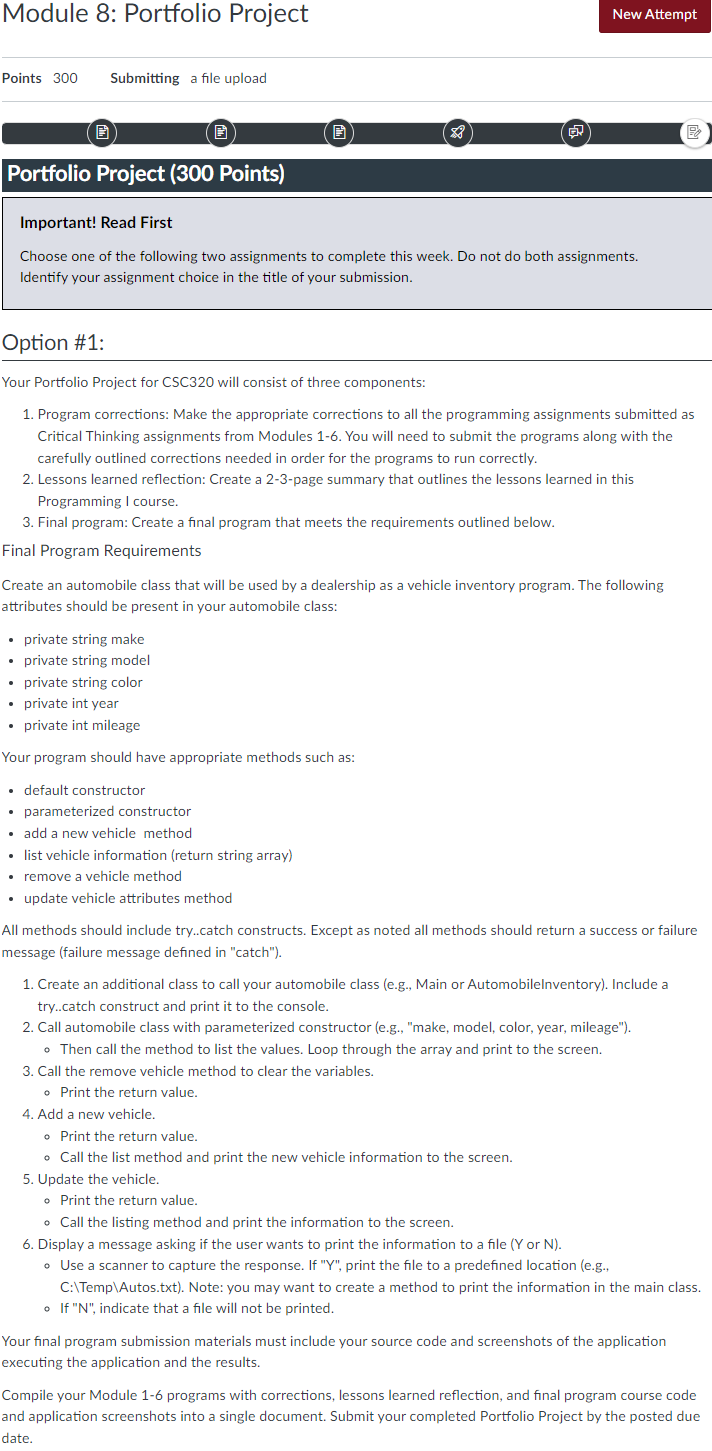 Module 8: Portfolio Project
New Attempt
Points 300 Submitting a file upload
Portfolio Project (300 Points)
Important! Read First
Choose one of the following two assignments to complete this week. Do not do both assignments.
Identify your assignment choice in the title of your submission.
Option #1:
Your Portfolio Project for CSC320 will consist of three components:
1. Program corrections: Make the appropriate corrections to all the programming assignments submitted as
Critical Thinking assignments from Modules 1-6. You will need to submit the programs along with the
carefully outlined corrections needed in order for the programs to run correctly.
2. Lessons learned reflection: Create a 2-3-page summary that outlines the lessons learned in this
Programming I course.
3. Final program: Create a final program that meets the requirements outlined below.
Final Program Requirements
Create an automobile class that will be used by a dealership as a vehicle inventory program. The following
attributes should be present in your automobile class:
• private string make
• private string model
• private string color
• private int year
• private int mileage
Your program should have appropriate methods such as:
• default constructor
• parameterized constructor
• add a new vehicle method
• list vehicle information (return string array)
• remove a vehicle method
• update vehicle attributes method
All methods should include try..catch constructs. Except as noted all methods should return a success or failure
message (failure message defined in "catch").
1. Create an additional class to call your automobile class (e.g., Main or AutomobileInventory). Include a
try..catch construct and print it to the console.
2. Call automobile class with parameterized constructor (e.g., "make, model, color, year, mileage").
◦ Then call the method to list the values. Loop through the array and print to the screen.
3. Call the remove vehicle method to clear the variables.
◦ Print the return value.
4. Add a new vehicle.
◦ Print the return value.
◦ Call the list method and print the new vehicle information to the screen.
5. Update the vehicle.
◦ Print the return value.
◦ Call the listing method and print the information to the screen.
6. Display a message asking if the user wants to print the information to a file (Y or N).
◦ Use a scanner to capture the response. If "Y", print the file to a predefined location (e.g.,
C:\Temp\Autos.txt). Note: you may want to create a method to print the information in the main class.
◦ If "N", indicate that a file will not be printed.
Your final program submission materials must include your source code and screenshots of the application
executing the application and the results.
Compile your Module 1-6 programs with corrections, lessons learned reflection, and final program course code
and application screenshots into a single document. Submit your completed Portfolio Project by the posted due
date.